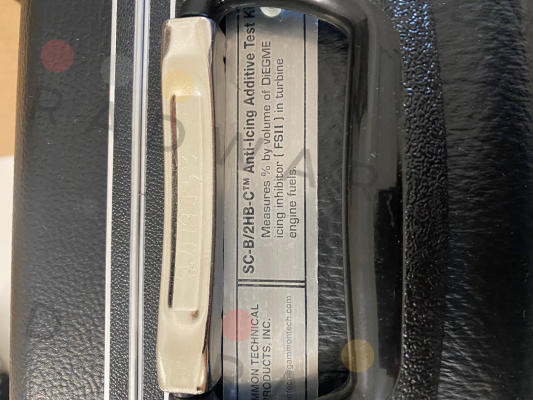 SC-B/2HB-C™ Anti-Icing Additive Test
Measures % by volume of DiEGME
icing inhibitor ( FSII ) in turbine
engine fuels.
TECHNICAL
INC.
gammontech.com